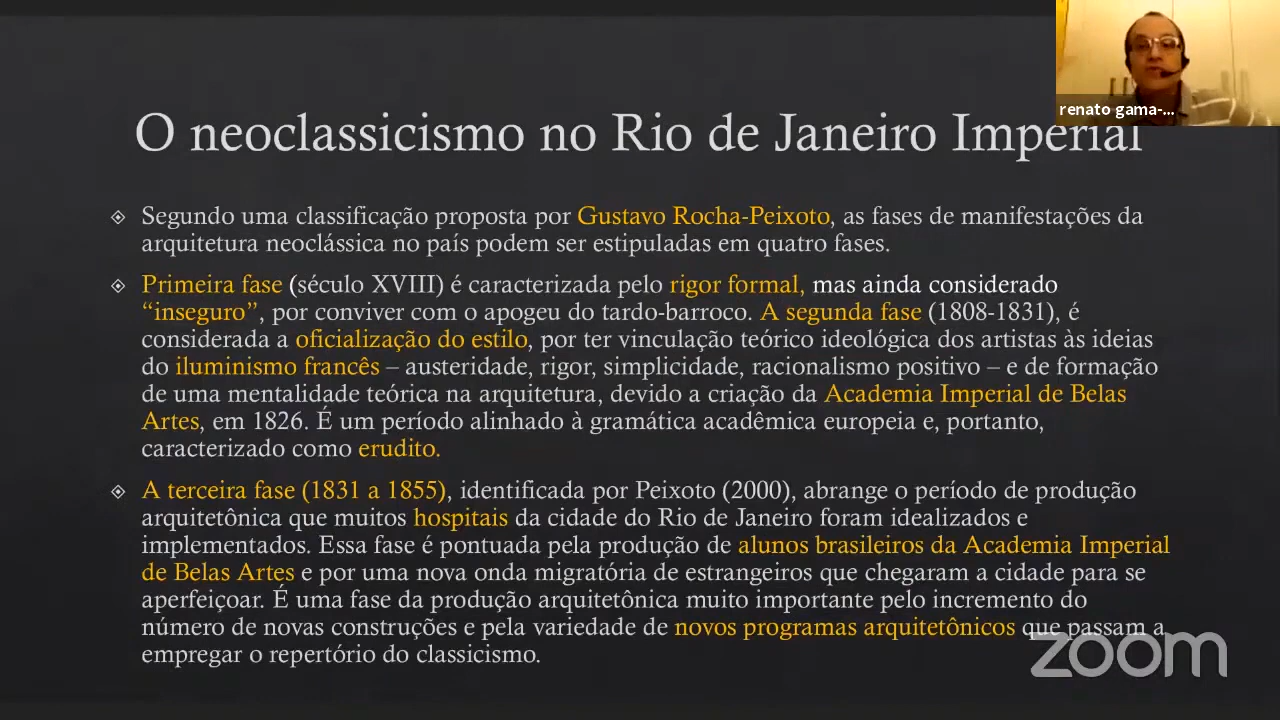 renato gama-...
O neoclassicismo no Rio de Janeiro Imperial
Segundo uma classificação proposta por Gustavo Rocha-Peixoto, as fases de manifestações da
arquitetura neoclássica no país podem ser estipuladas em quatro fases.
Primeira fase (século XVIII) é caracterizada pelo rigor formal, mas ainda considerado
“inseguro”, por conviver com o apogeu do tardo-barroco. A segunda fase (1808-1831), é
considerada a oficialização do estilo, por ter vinculação teórico ideológica dos artistas às ideias
do iluminismo francês – austeridade, rigor, simplicidade, racionalismo positivo – e de formação
de uma mentalidade teórica na arquitetura, devido a criação da Academia Imperial de Belas
Artes, em 1826. É um período alinhado à gramática acadêmica europeia e, portanto,
caracterizado como erudito.
A terceira fase (1831 a 1855), identificada por Peixoto (2000), abrange o período de produção
arquitetônica que muitos hospitais da cidade do Rio de Janeiro foram idealizados e
implementados. Essa fase é pontuada pela produção de alunos brasileiros da Academia Imperial
de Belas Artes e por uma nova onda migratória de estrangeiros que chegaram a cidade para se
aperfeiçoar. É uma fase da produção arquitetônica muito importante pelo incremento do
número de novas construções e pela variedade de novos programas arquitetônicos que passam a
empregar o repertório do classicismo.
zoom